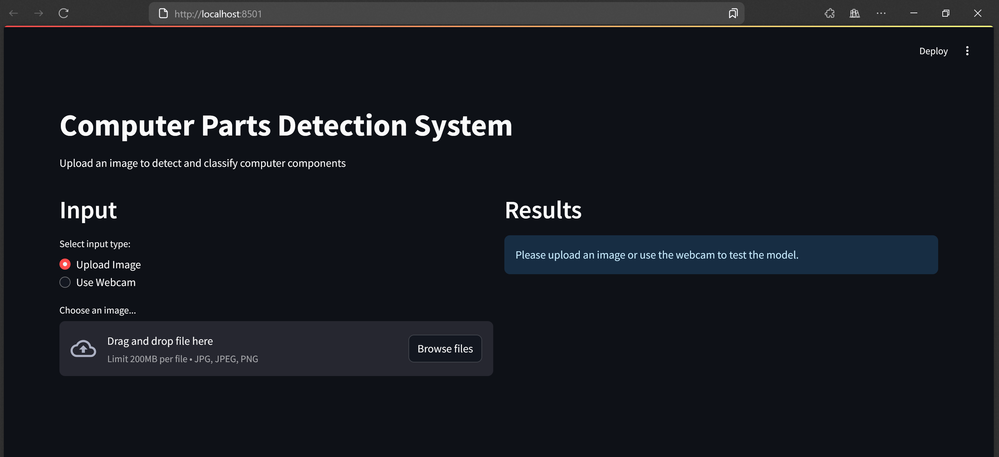 http://localhost:8501
Deploy
Computer Parts Detection System
Upload an image to detect and classify computer components
Input
Select input type:
Upload Image
Use Webcam
Choose an image...
Drag and drop file here
Limit 200MB per file • JPG, JPEG, PNG
Browse files
Results
Please upload an image or use the webcam to test the model.